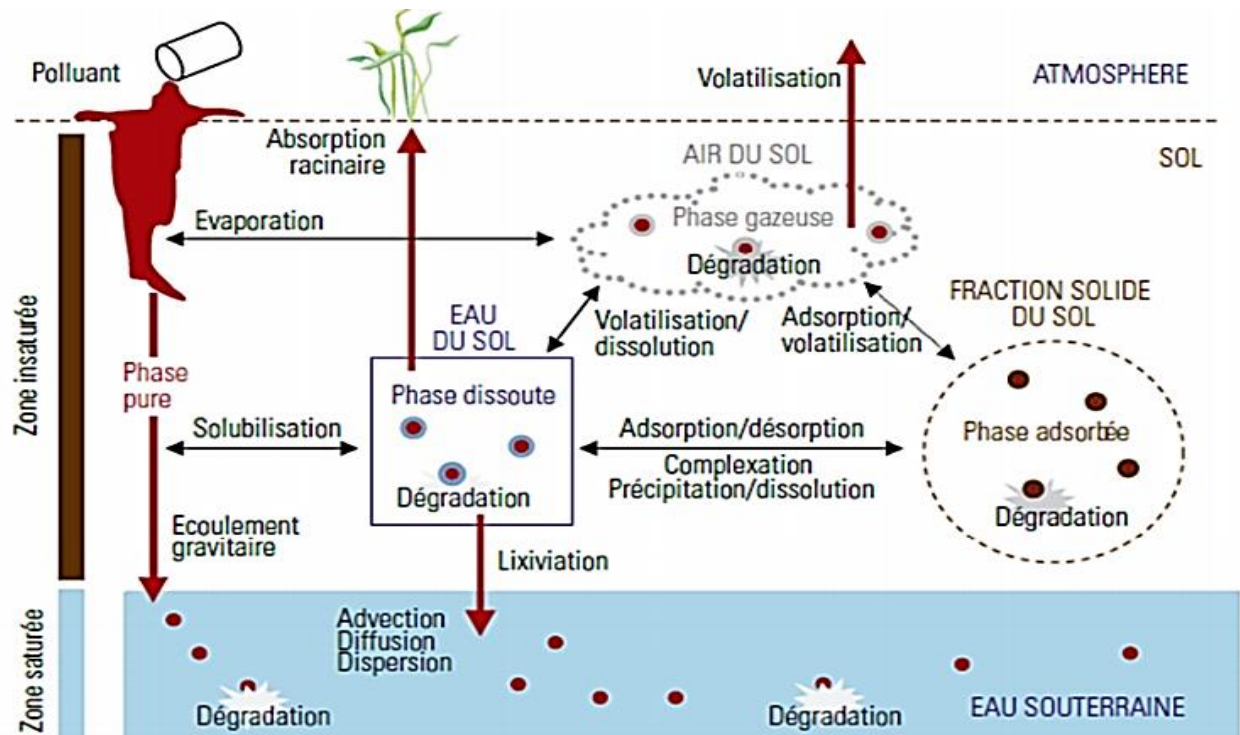 Polluant
Volatilisation
ATMOSPHERE
Absorption
racinaire
AIR DU SOL
SOL
Evaporation
Phase gazeuse
Dégradation
FRACTION SOLIDE
DU SOL
EAU
DU SOL
Volatilisation/
dissolution
Adsorption/
volatilisation
Zone insaturée
Phase
pure
Phase dissoute
Solubilisation
Adsorption/désorption
Complexation
Précipitation/dissolution
Phase adsorbée
Dégradation
Dégradation
Ecoulement
gravitaire
Lixiviation
Zone saturée
Advection
Diffusion
Dispersion
Dégradation
Dégradation
EAU SOUTERRAINE